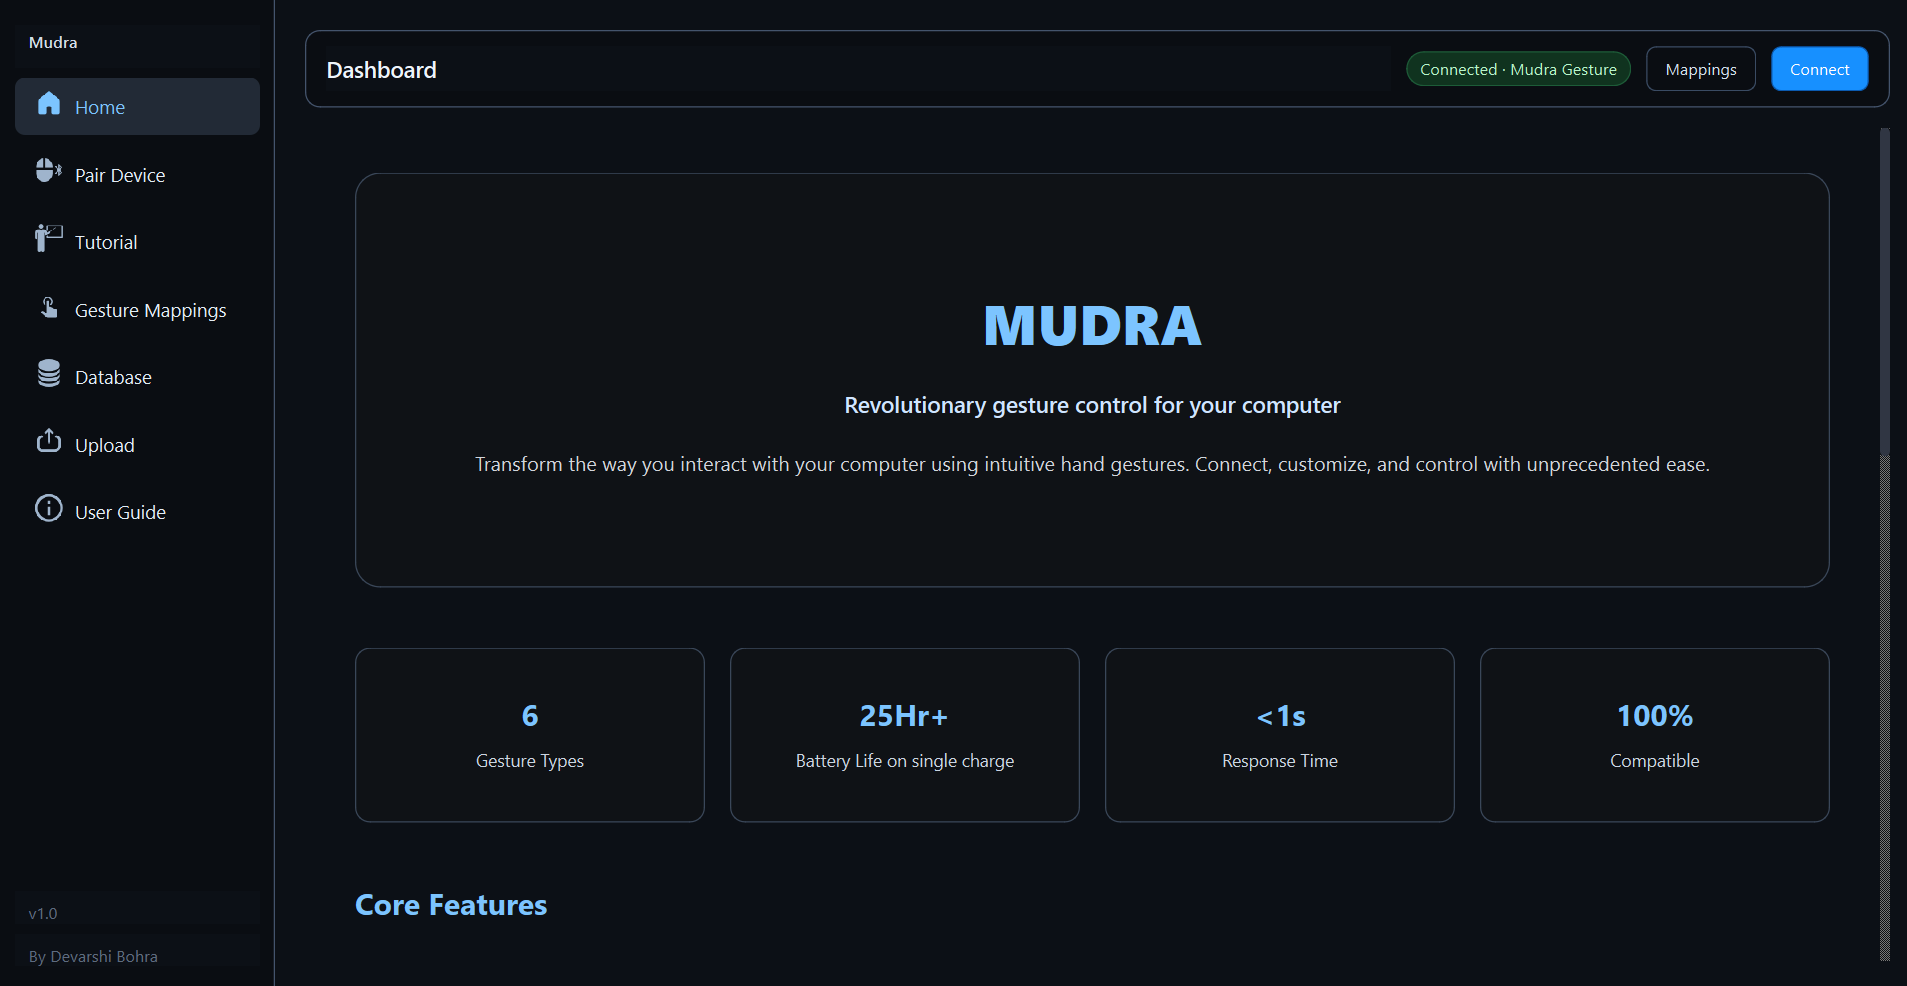 Mudra
Home
Pair Device
Tutorial
Gesture Mappings
Database
Upload
User Guide
v1.0
By Devarshi Bohra
Dashboard
Connected · Mudra Gesture
Mappings
Connect
MUDRA
Revolutionary gesture control for your computer
Transform the way you interact with your computer using intuitive hand gestures. Connect, customize, and control with unprecedented ease.
6
Gesture Types
25Hr+
Battery Life on single charge
<1s
Response Time
100%
Compatible
Core Features